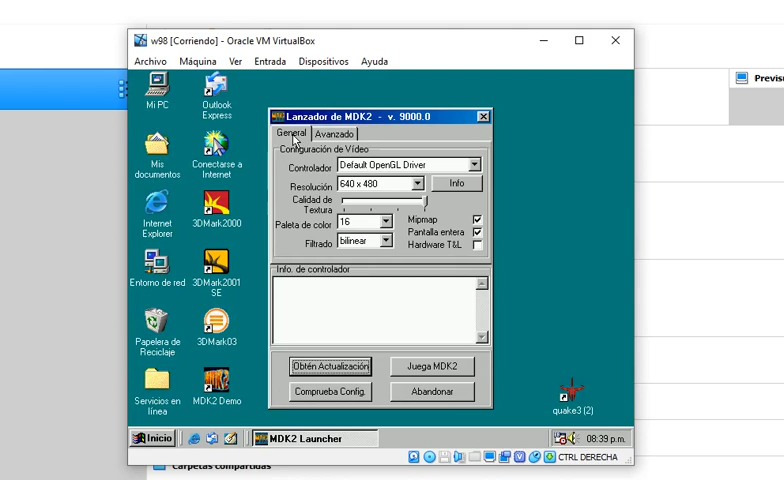 w98 [Corriendo] - Oracle VM VirtualBox
Archivo Máquina Ver Entrada Dispositivos Ayuda
Mi PC
Outlook Express
Mis documentos
Conectarse a Internet
Internet Explorer
3DMark2000
Entorno de red
3DMark2001 SE
Papelera de Reciclaje
3DMark03
Servicios en línea
MDK2 Demo
Lanzador de MDK2 - v. 9000.0
General Avanzado
Configuración de Vídeo
Controlador Default OpenGL Driver
Resolución 640 x 480 Info
Calidad de Textura
Paleta de color 16
Mipmap
Pantalla entera
Filtrado bilinear
Hardware T&L
Info. de controlador
Obtén Actualización Juega MDK2
Comprueba Config. Abandonar
quake3 (2)
Inicio MDK2 Launcher 08:39 p.m.
CTRL DERECHA
Carpetas compartidas